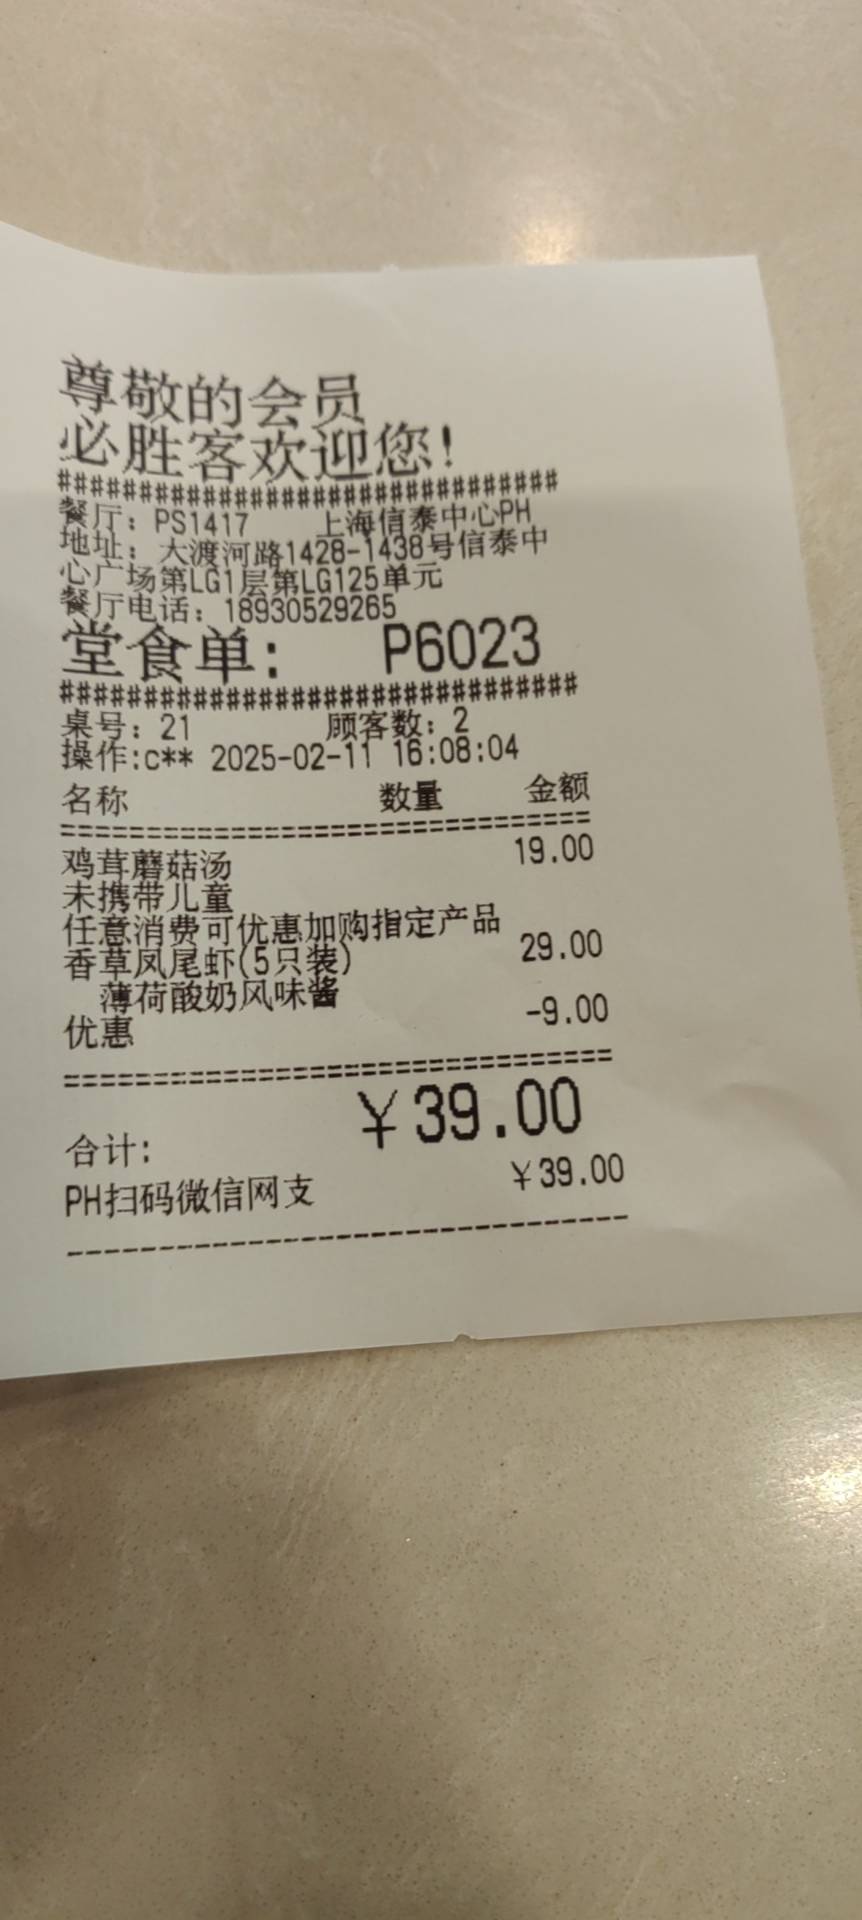 尊敬的会员
必胜客欢迎您!
##############################
餐厅: PS1417 上海信泰中心PH
地址: 大渡河路1428-1438号信泰中
心广场第LG1层第LG125单元
餐厅电话: 18930529265
堂食单: P6023
##############################
桌号: 21 顾客数: 2
操作:c** 2025-02-11 16:08:04
名称 数量 金额
==============================
鸡茸蘑菇汤 19.00
未携带儿童
任意消费可优惠加购指定产品
香草凤尾虾(5只装) 29.00
薄荷酸奶风味酱
优惠 -9.00
==============================
合计: ¥39.00
PH扫码微信网支 ¥39.00
------------------------------